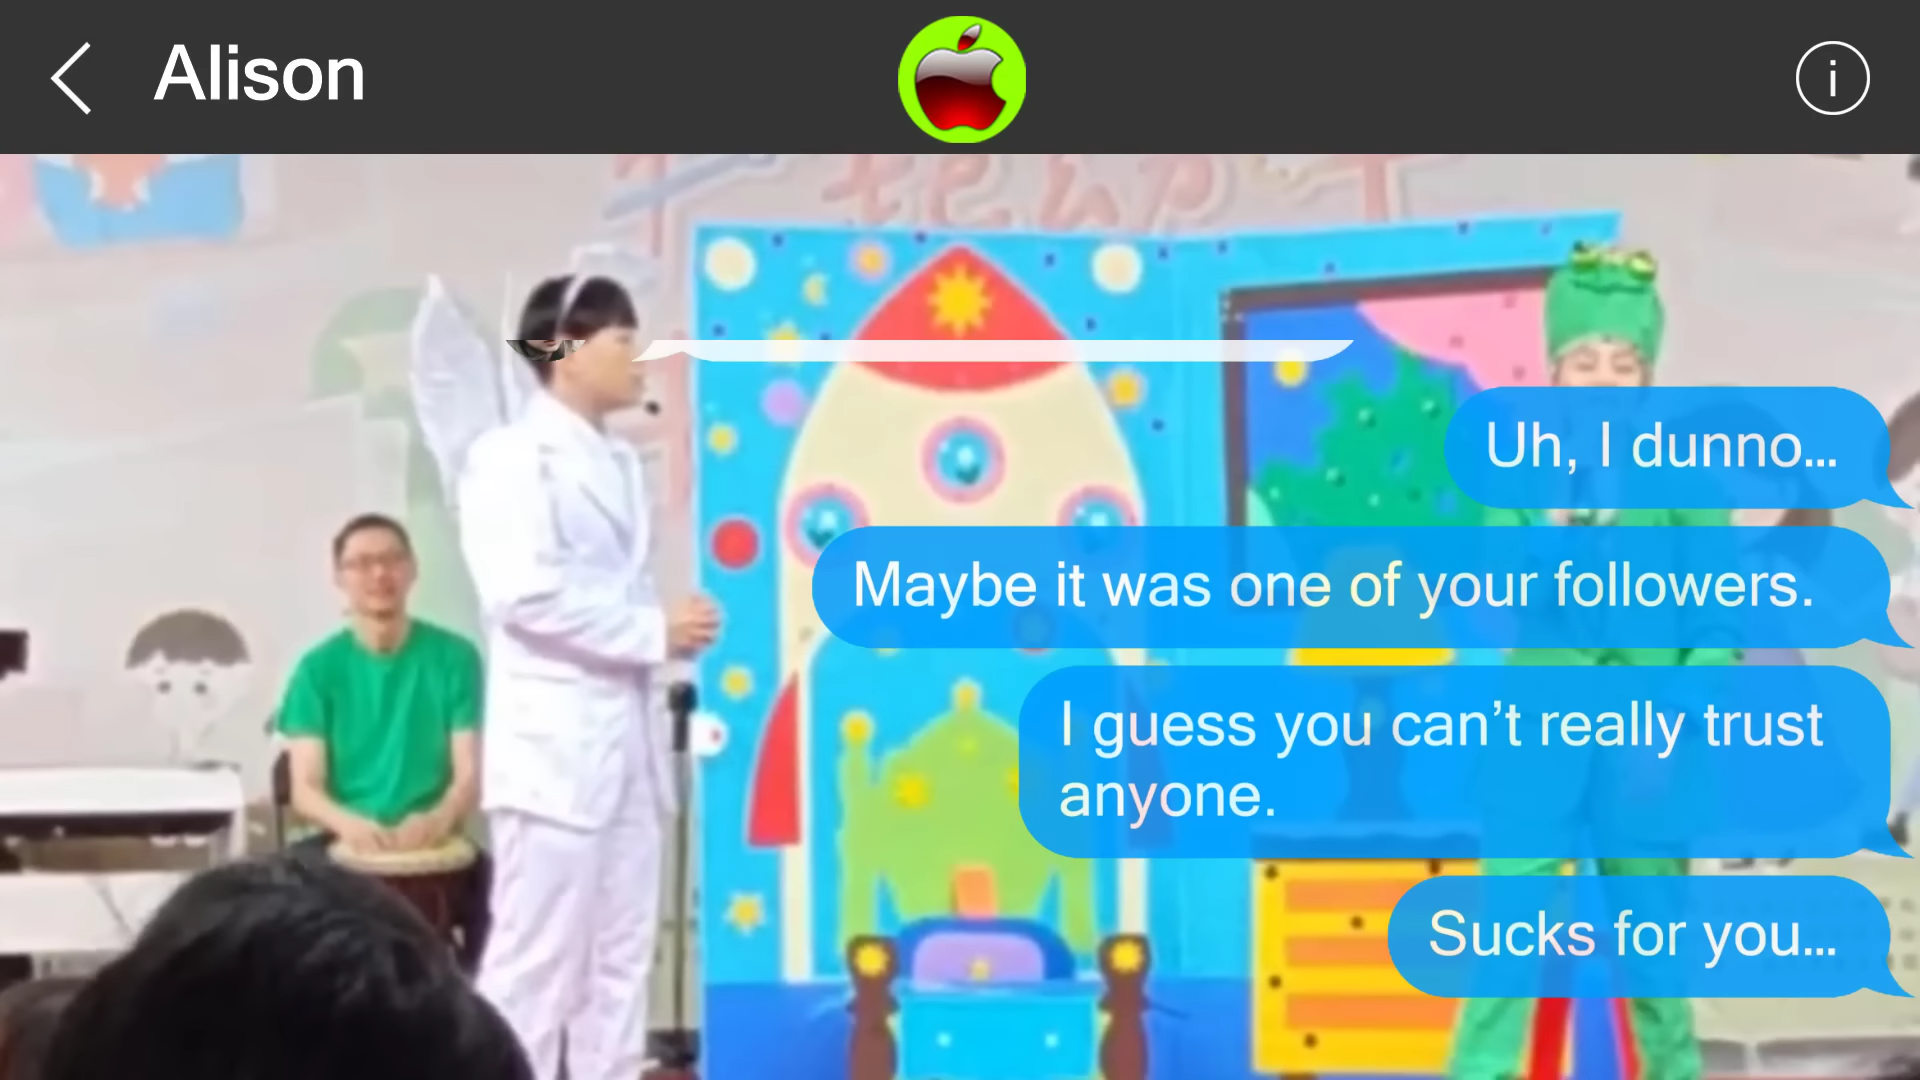 Alison
Uh, I dunno...
Maybe it was one of your followers.
I guess you can’t really trust
anyone.
Sucks for you...